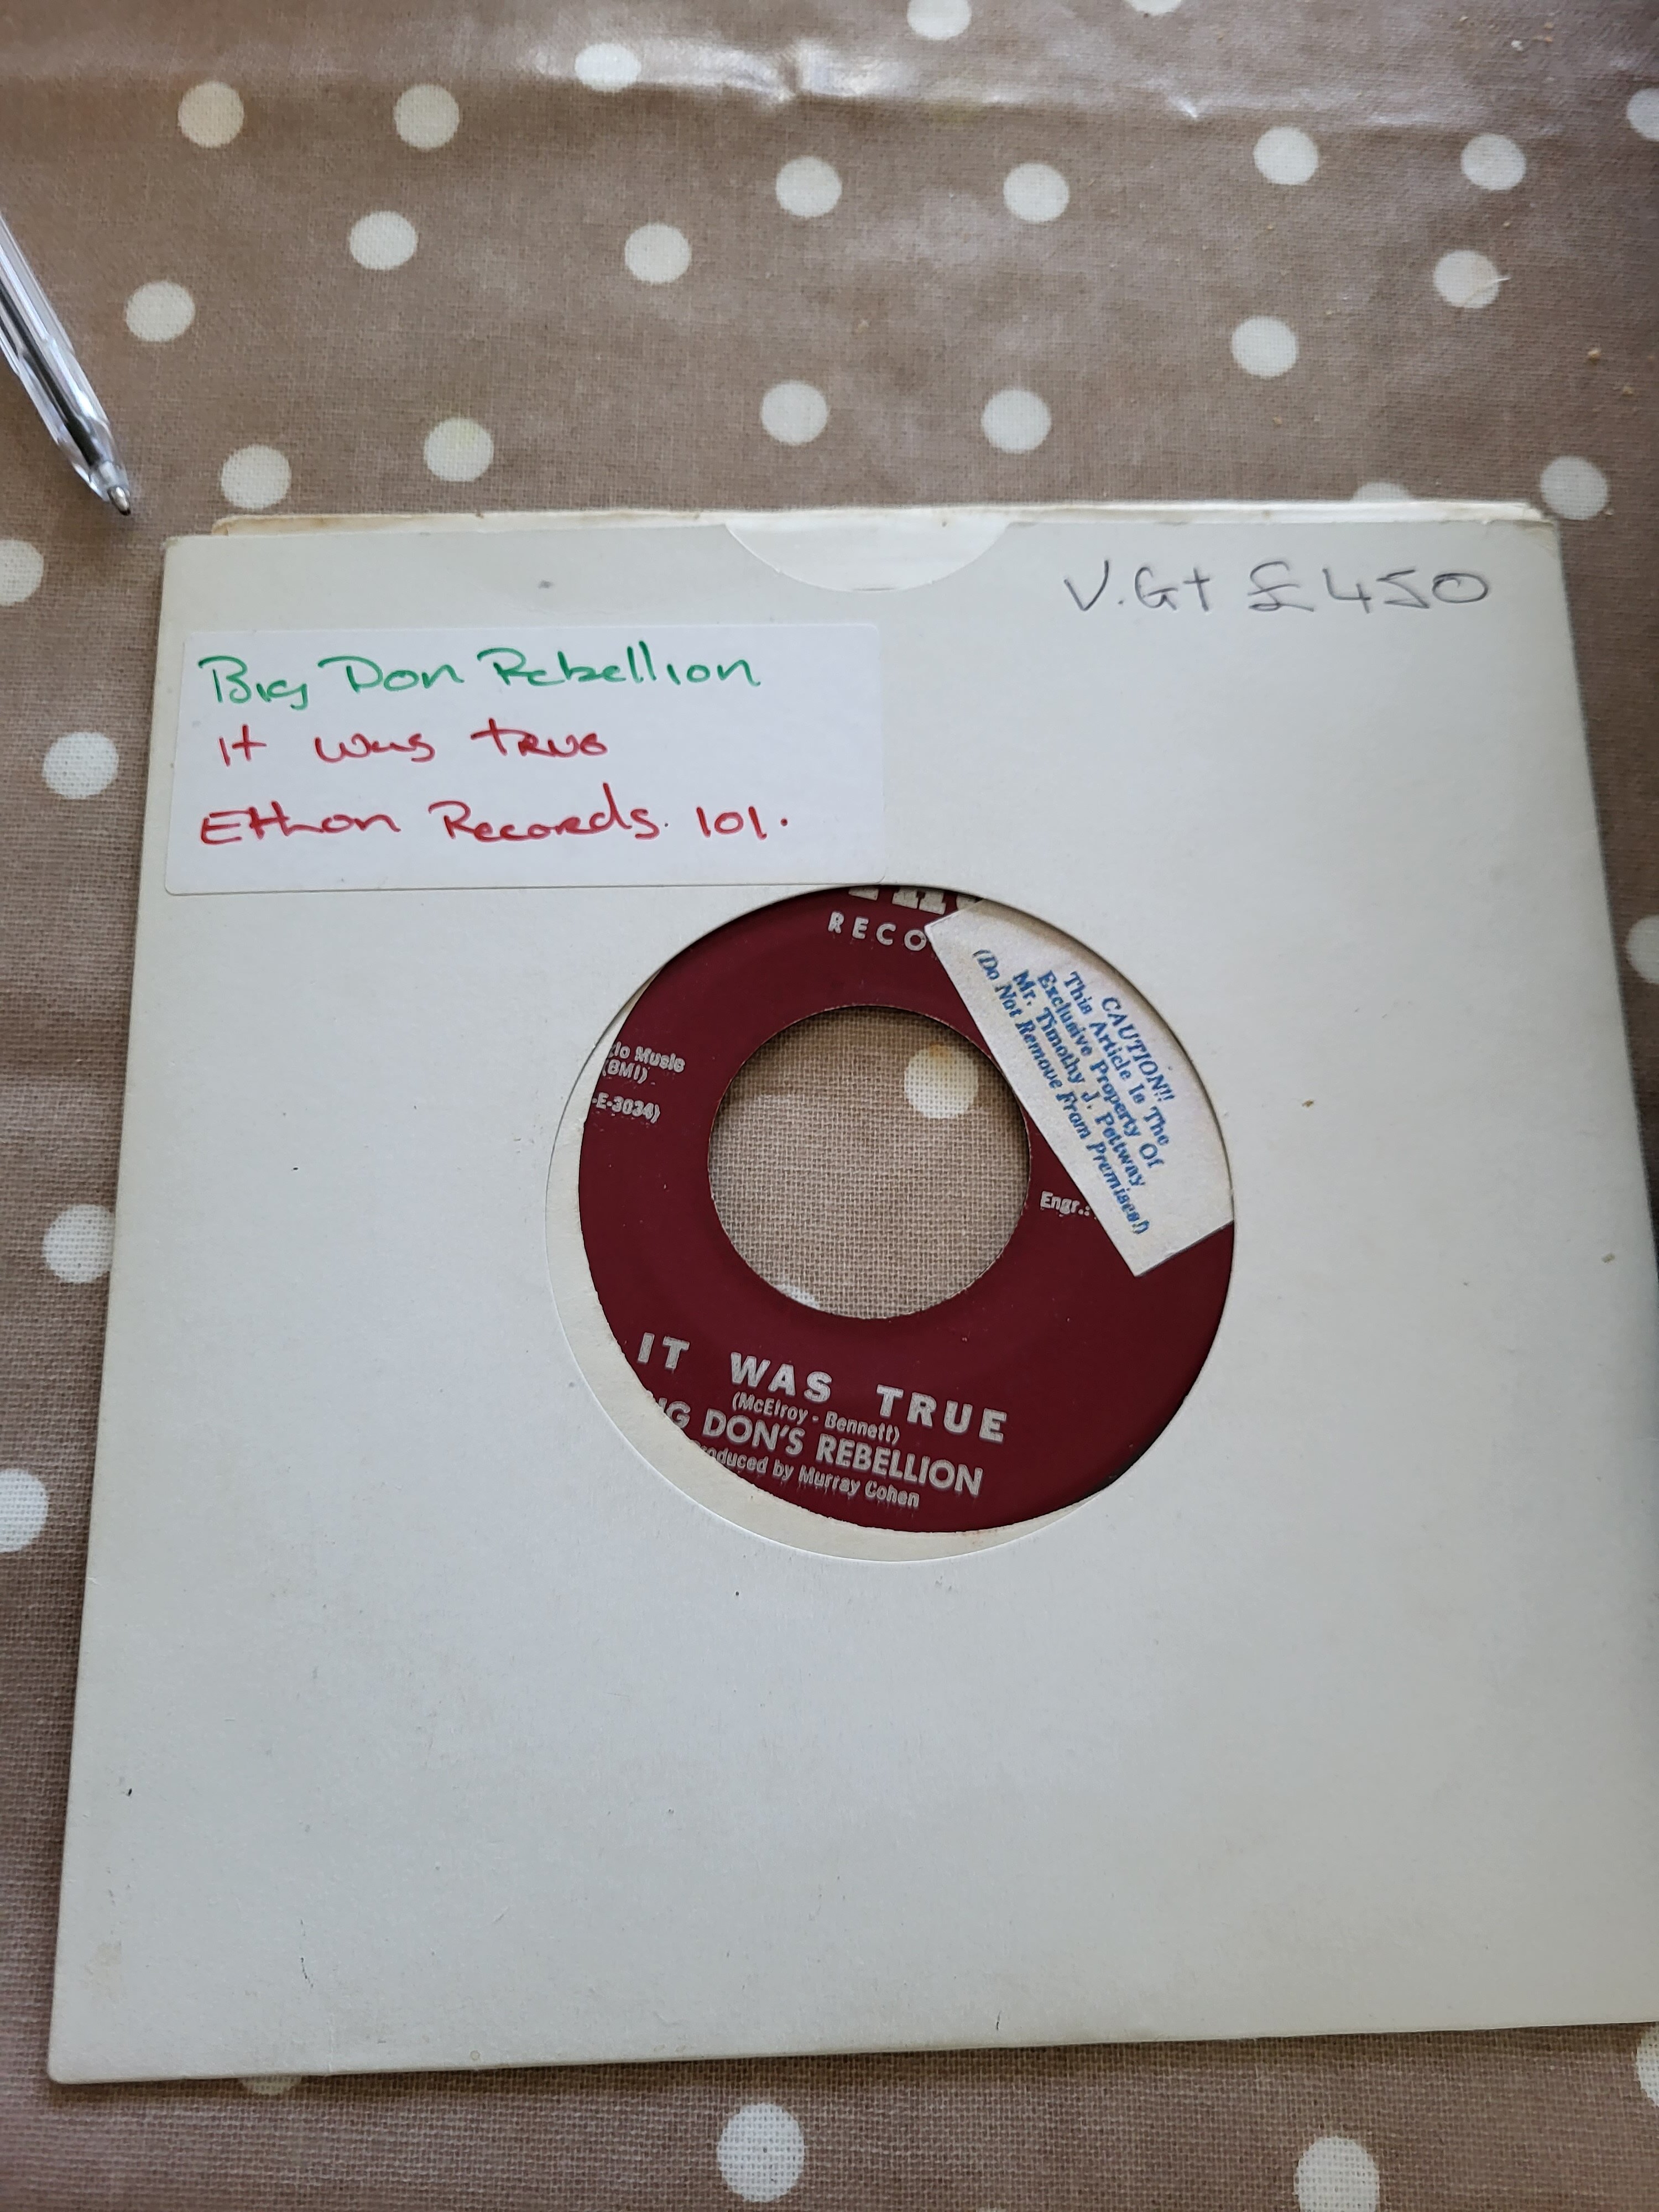 V.G+ £450
Big Don Rebellion
It was true
Ethon Records. 101.
RECO
CAUTION!!
This Article Is The
Exclusive Property Of
Mr. Timothy J. Pettway
(Do Not Remove From Premises!)
Music
(BMI)
-E-3034)
Engr.:
IT WAS TRUE
(McElroy - Bennett)
DON'S REBELLION
by Murray Cohen